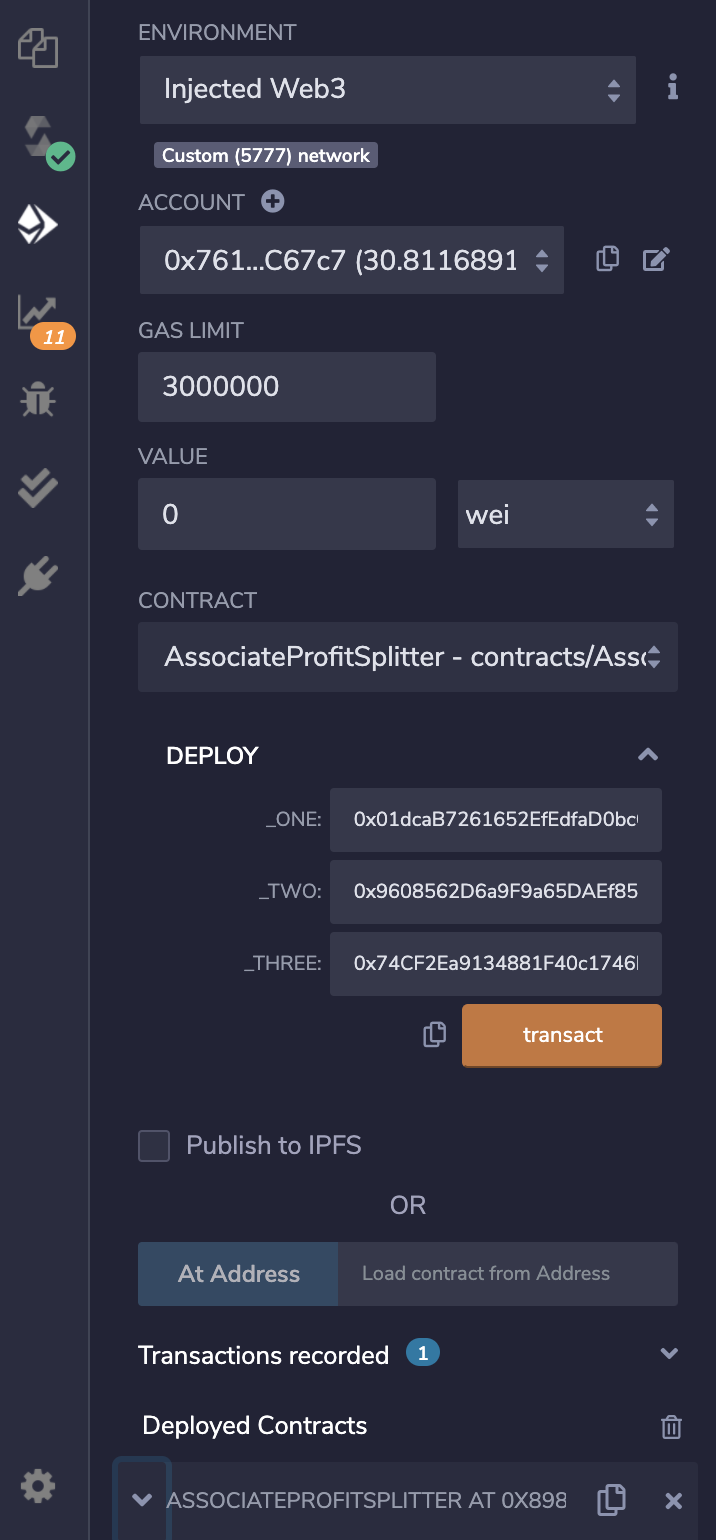 ENVIRONMENT
Injected Web3
Custom (5777) network
ACCOUNT
0x761...C67c7 (30.8116891
11
GAS LIMIT
3000000
VALUE
0 wei
CONTRACT
AssociateProfitSplitter - contracts/Asso
DEPLOY
_ONE: 0x01dcaB7261652EfEdfaD0bc
_TWO: 0x9608562D6a9F9a65DAEf85
_THREE: 0x74CF2Ea9134881F40c1746
transact
Publish to IPFS
OR
At Address Load contract from Address
Transactions recorded 1
Deployed Contracts
ASSOCIATEPROFITSPLITTER AT 0X898